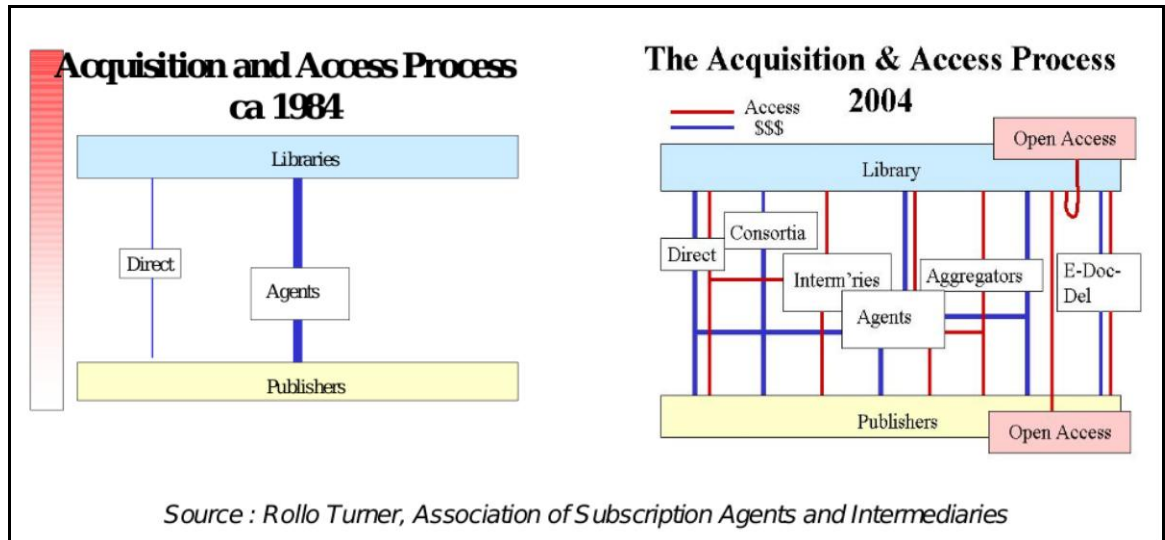 Acquisition and Access Process
ca 1984
Libraries
Direct
Agents
Publishers
The Acquisition & Access Process
2004
Access
$$$
Open Access
Library
Consortia
Direct
Interm'ries
Aggregators
E-Doc-
Del
Agents
Publishers
Open Access
Source : Rollo Turner, Association of Subscription Agents and Intermediaries